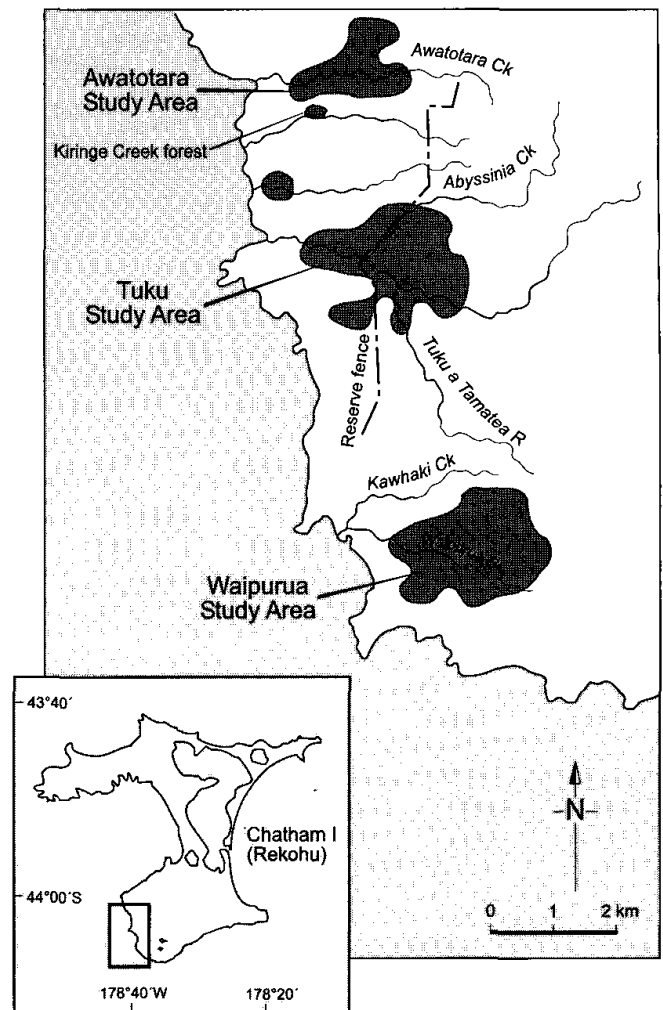 Awatotara Ck
Awatotara
Study Area
Kiringe Creek forest
Abyssinia Ck
Tuku
Study Area
Reserve fence
Tuku a Tamatea R
Kawhaki Ck
Waipurua
Study Area
43°40´
Chatham I
(Rekohu)
44°00´S
178°40´W
178°20´
N
0 1 2 km